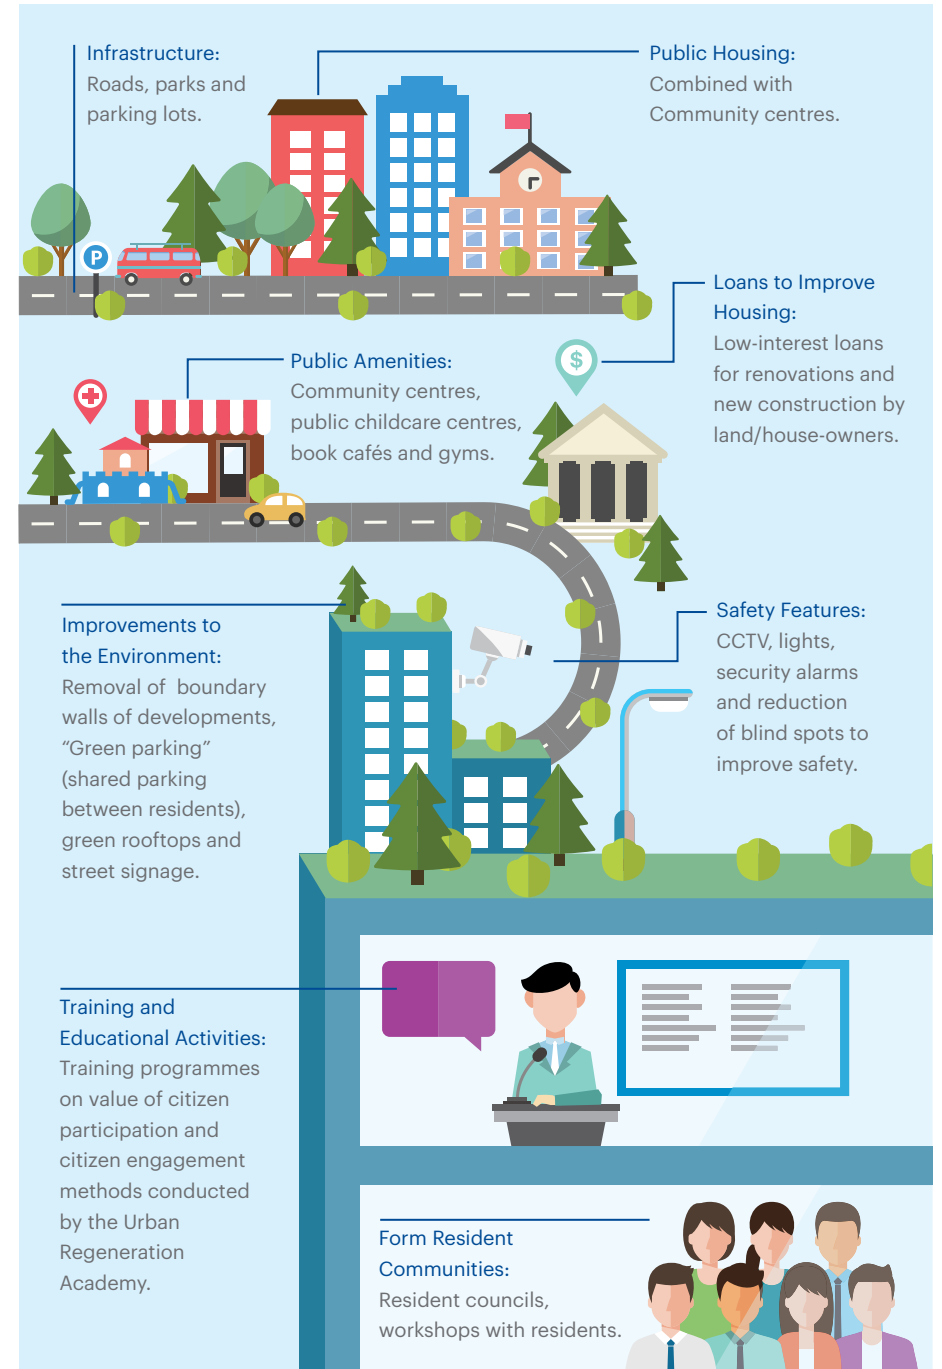 Infrastructure:
Roads, parks and
parking lots.
Public Housing:
Combined with
Community centres.
P
Loans to Improve
Housing:
Low-interest loans
for renovations and
new construction by
land/house-owners.
$
Public Amenities:
Community centres,
public childcare centres,
book cafés and gyms.
Improvements to
the Environment:
Removal of  boundary
walls of developments,
“Green parking”
(shared parking
between residents),
green rooftops and
street signage.
Safety Features:
CCTV, lights,
security alarms
and reduction
of blind spots to
improve safety.
Training and
Educational Activities:
Training programmes
on value of citizen
participation and
citizen engagement
methods conducted
by the Urban
Regeneration
Academy.
Form Resident
Communities:
Resident councils,
workshops with residents.